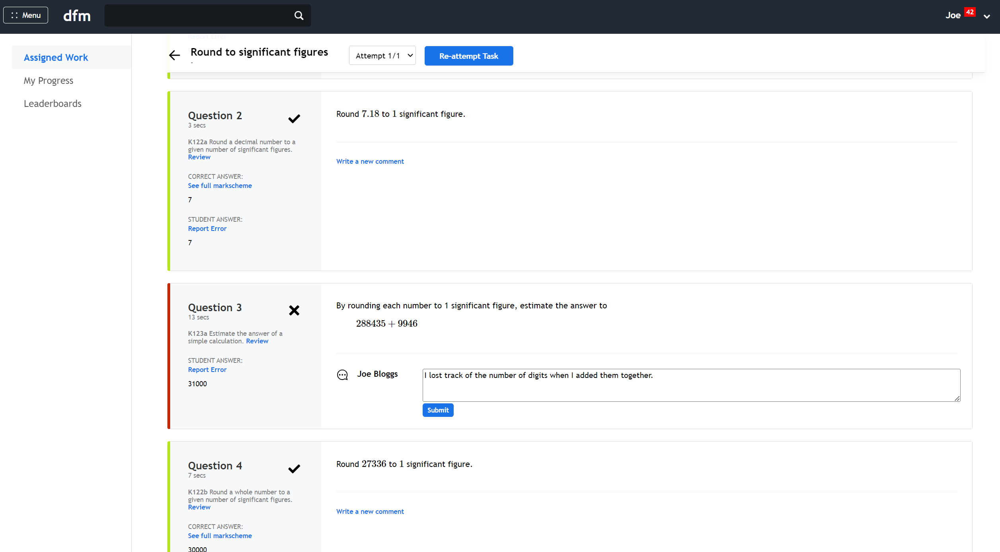 Menu
dfm
Joe 42
Assigned Work
My Progress
Leaderboards
Report Error
Round to significant figures
-
Attempt 1/1
Re-attempt Task
Question 2
3 secs
K122a Round a decimal number to a
given number of significant figures.
Review
CORRECT ANSWER:
See full markscheme
7
STUDENT ANSWER:
Report Error
7
Round 7.18 to 1 significant figure.
Write a new comment
Question 3
13 secs
K123a Estimate the answer of a
simple calculation. Review
STUDENT ANSWER:
Report Error
31000
By rounding each number to 1 significant figure, estimate the answer to
288435 + 9946
Joe Bloggs
I lost track of the number of digits when I added them together.
Submit
Question 4
7 secs
K122b Round a whole number to a
given number of significant figures.
Review
CORRECT ANSWER:
See full markscheme
30000
Round 27336 to 1 significant figure.
Write a new comment